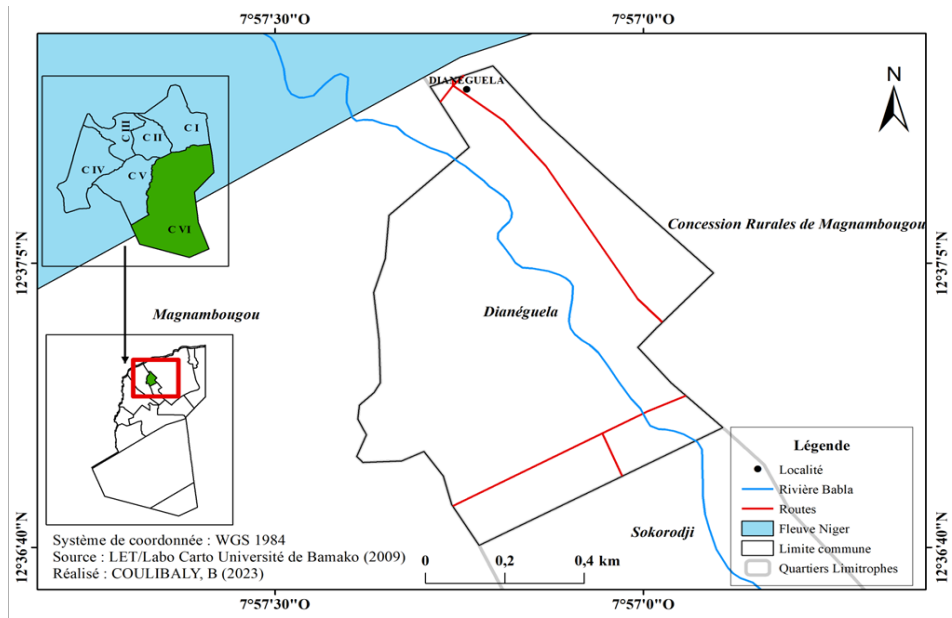 7°57'30"O
7°57'0"O
DIANEGUELA
N
C I
C II
C III
C IV
C V
C VI
12°37'5"N
12°37'5"N
Concession Rurales de Magnambougou
Magnambougou
Dianéguela
Sokorodji
Légende
Localité
Rivière Babla
Routes
Fleuve Niger
Limite commune
Quartiers Limitrophes
Système de coordonnée : WGS 1984
Source : LET/Labo Carto Université de Bamako (2009)
Réalisé : COULIBALY, B (2023)
0 0,2 0,4 km
12°36'40"N
12°36'40"N
7°57'30"O
7°57'0"O